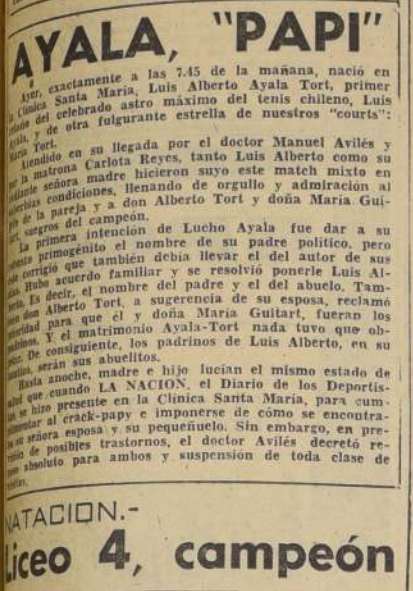 AYALA, "PAPI"
Ayer, exactamente a las 7.45 de la mañana, nació en
la Clínica Santa María, Luis Alberto Ayala Tort, primer
del celebrado astro máximo del tenis chileno, Luis
Ayala, y de otra fulgurante estrella de nuestros "courts":
María Tort.
Atendido en su llegada por el doctor Manuel Avilés y
por la matrona Carlota Reyes, tanto Luis Alberto como su
señora madre hicieron suyo este match mixto en
condiciones, llenando de orgullo y admiración al
de la pareja y a don Alberto Tort y doña María Gui-
tart, suegros del campeón.
La primera intención de Lucho Ayala fue dar a su
primogénito el nombre de su padre político, pero
corrigió que también debía llevar el del autor de sus
Hubo acuerdo familiar y se resolvió ponerle Luis Al-
berto. Es decir, el nombre del padre y el del abuelo. Tam-
don Alberto Tort, a sugerencia de su esposa, reclamó
para que él y doña María Guitart, fueran los
padrinos. Y el matrimonio Ayala-Tort nada tuvo que ob-
De consiguiente, los padrinos de Luis Alberto, en su
serán sus abuelitos.
Hasta anoche, madre e hijo lucían el mismo estado de
salud que cuando LA NACION, el Diario de los Deportis-
tas se hizo presente en la Clínica Santa María, para cum-
al crack-papy e imponerse de cómo se encontra-
su señora esposa y su pequeñuelo. Sin embargo, en pre-
de posibles trastornos, el doctor Avilés decretó re-
absoluto para ambos y suspensión de toda clase de
NATACION.-
Liceo 4, campeón